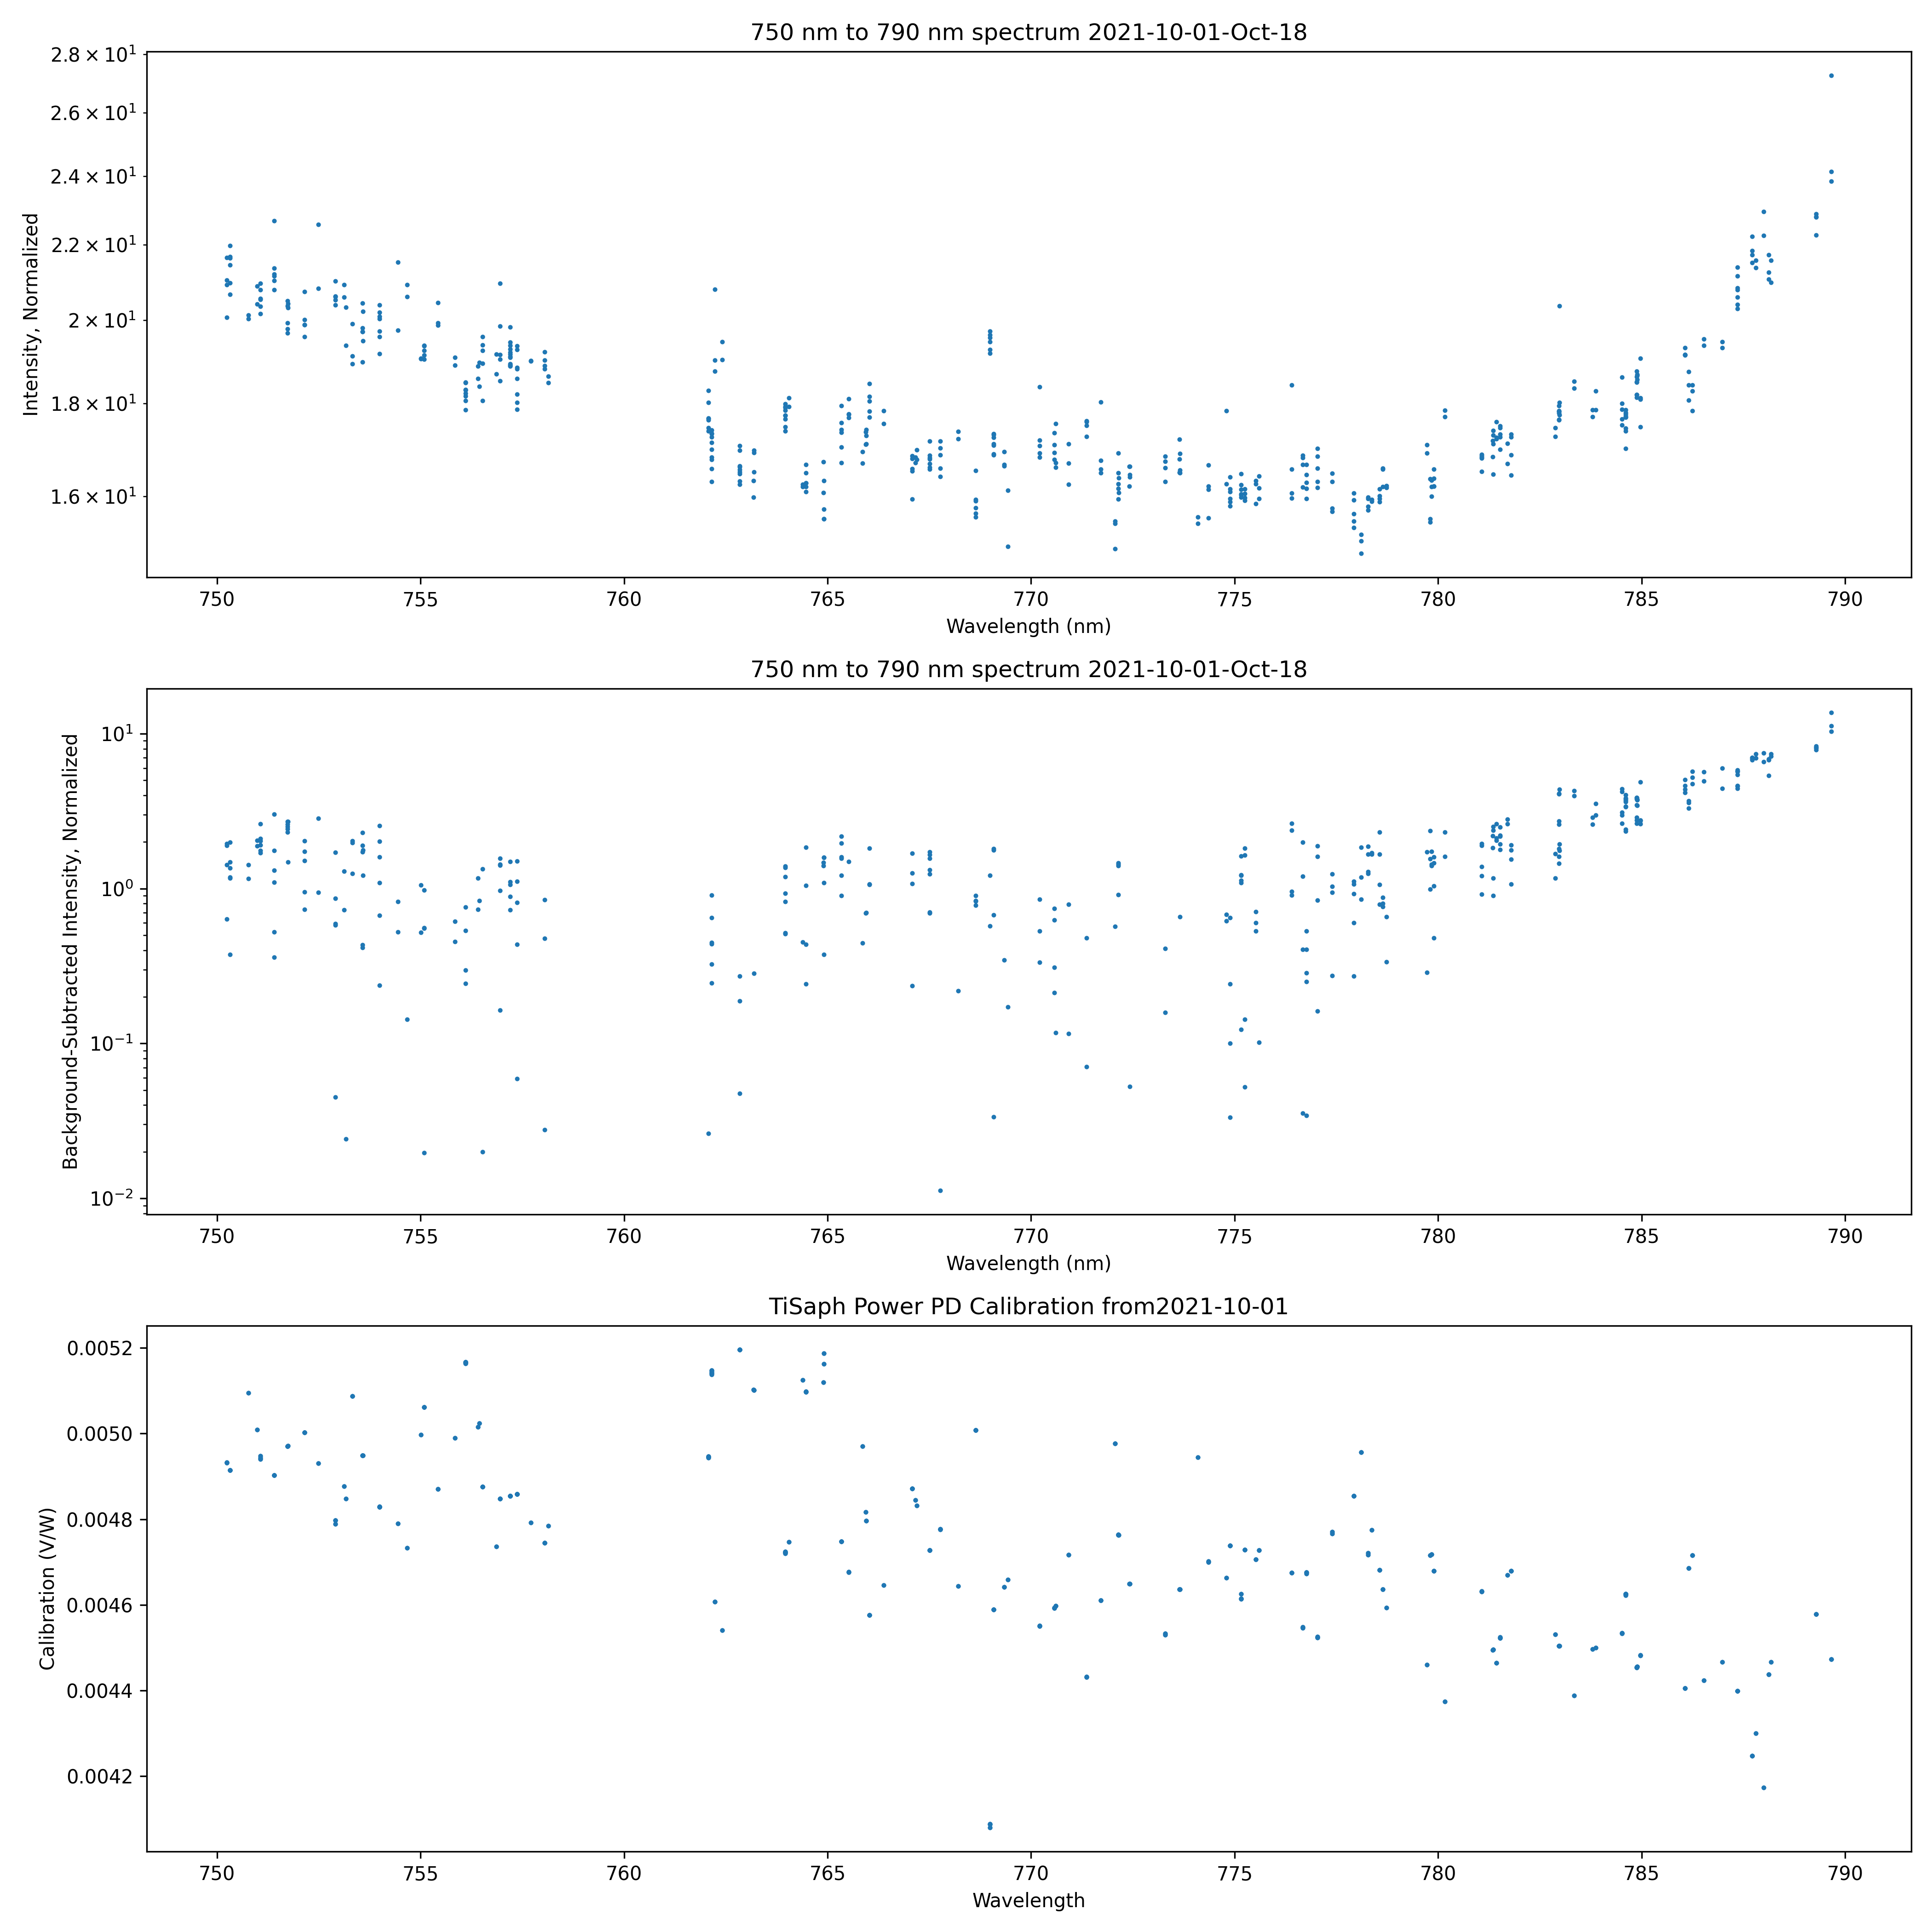 750 nm to 790 nm spectrum 2021-10-01-Oct-18
Intensity, Normalized
2.8 × 10¹
2.6 × 10¹
2.4 × 10¹
2.2 × 10¹
2 × 10¹
1.8 × 10¹
1.6 × 10¹
750 755 760 765 770 775 780 785 790
Wavelength (nm)
750 nm to 790 nm spectrum 2021-10-01-Oct-18
Background-Subtracted Intensity, Normalized
10¹
10⁰
10⁻¹
10⁻²
750 755 760 765 770 775 780 785 790
Wavelength (nm)
TiSaph Power PD Calibration from2021-10-01
Calibration (V/W)
0.0052
0.0050
0.0048
0.0046
0.0044
0.0042
750 755 760 765 770 775 780 785 790
Wavelength